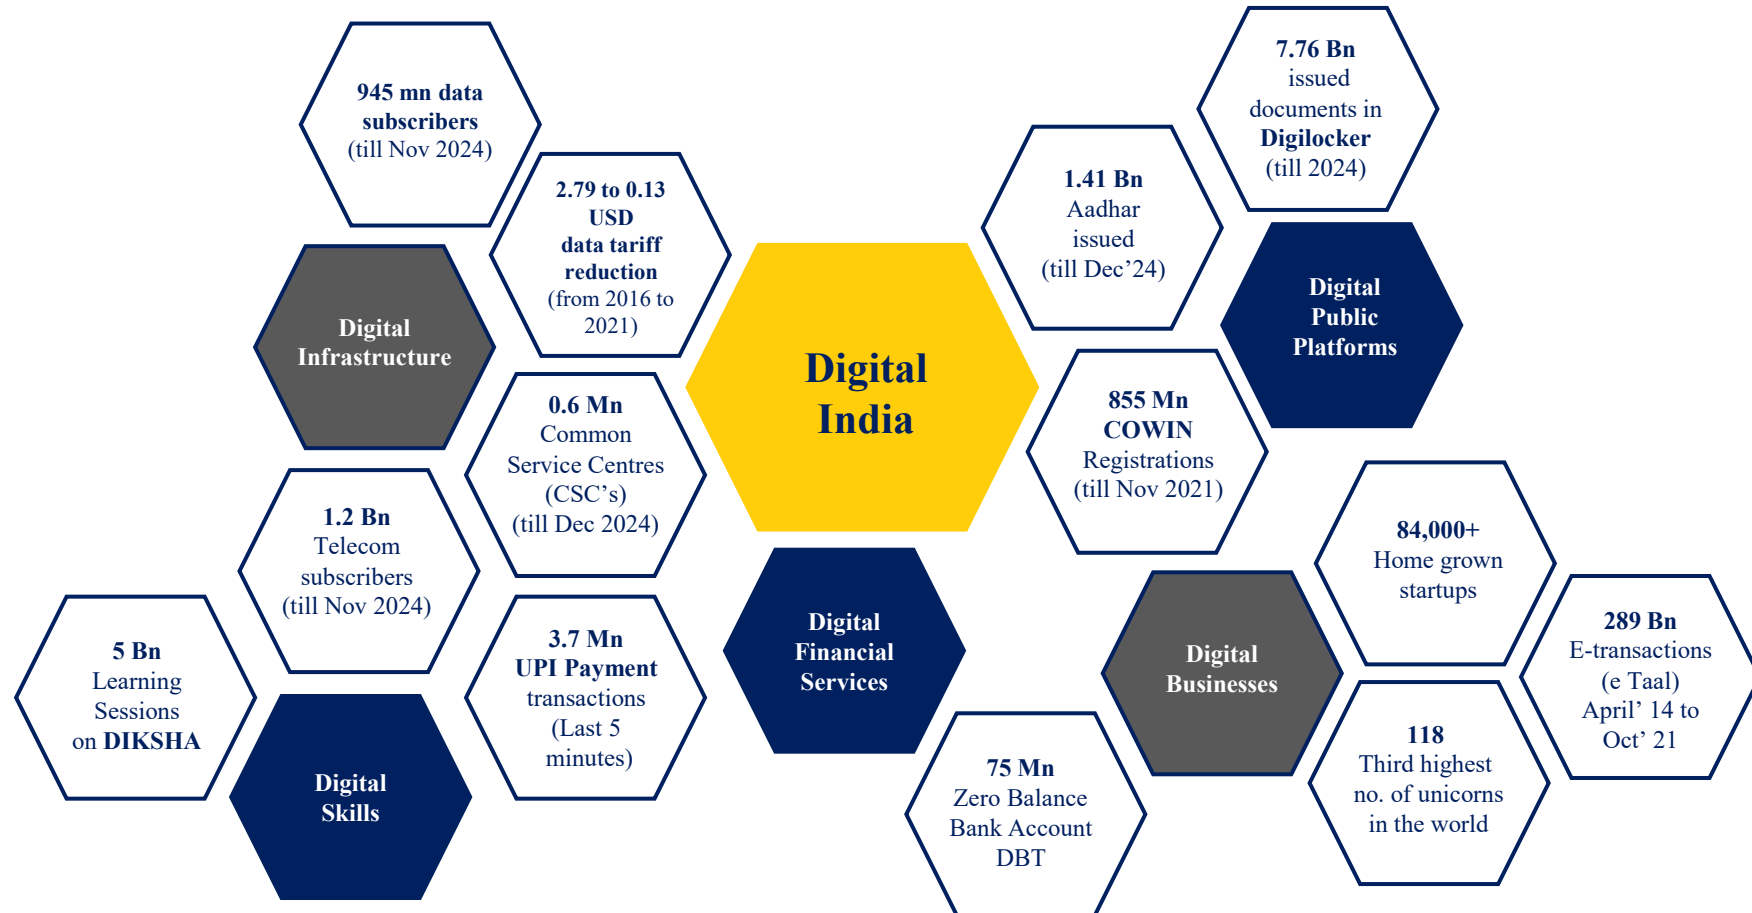 945 mn data
subscribers
(till Nov 2024)
2.79 to 0.13
USD
data tariff
reduction
(from 2016 to
2021)
Digital
Infrastructure
0.6 Mn
Common
Service Centres
(CSC's)
(till Dec 2024)
1.2 Bn
Telecom
subscribers
(till Nov 2024)
5 Bn
Learning
Sessions
on DIKSHA
Digital
Skills
3.7 Mn
UPI Payment
transactions
(Last 5
minutes)
Digital
India
Digital
Financial
Services
75 Mn
Zero Balance
Bank Account
DBT
7.76 Bn
issued
documents in
Digilocker
(till 2024)
1.41 Bn
Aadhar
issued
(till Dec’24)
Digital
Public
Platforms
855 Mn
COWIN
Registrations
(till Nov 2021)
84,000+
Home grown
startups
Digital
Businesses
289 Bn
E-transactions
(e Taal)
April’ 14 to
Oct’ 21
118
Third highest
no. of unicorns
in the world